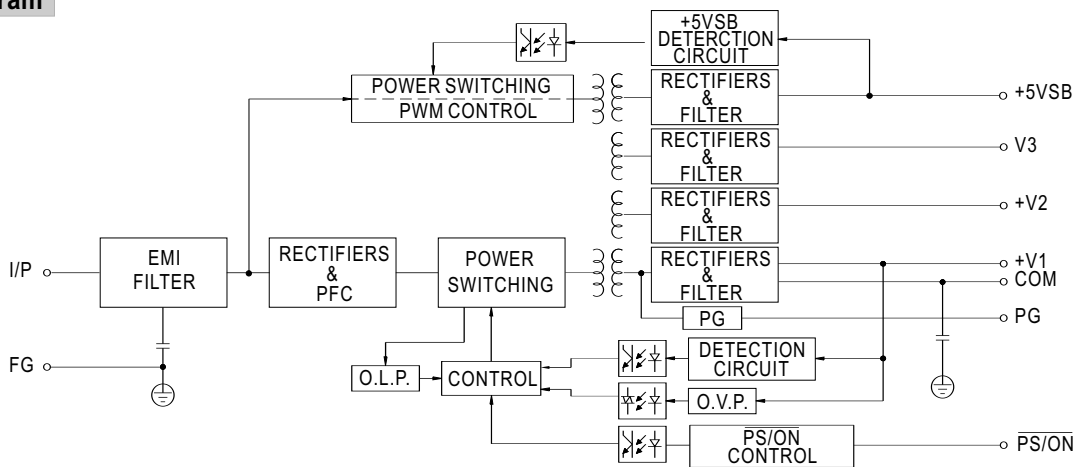 +5VSB
DETERCTION
CIRCUIT
POWER SWITCHING
PWM CONTROL
RECTIFIERS
&
FILTER
+5VSB
RECTIFIERS
&
FILTER
V3
RECTIFIERS
&
FILTER
+V2
I/P
EMI
FILTER
RECTIFIERS
&
PFC
POWER
SWITCHING
RECTIFIERS
&
FILTER
+V1
COM
PG
PG
FG
O.L.P.
CONTROL
DETECTION
CIRCUIT
O.V.P.
PS/ON
CONTROL
PS/ON